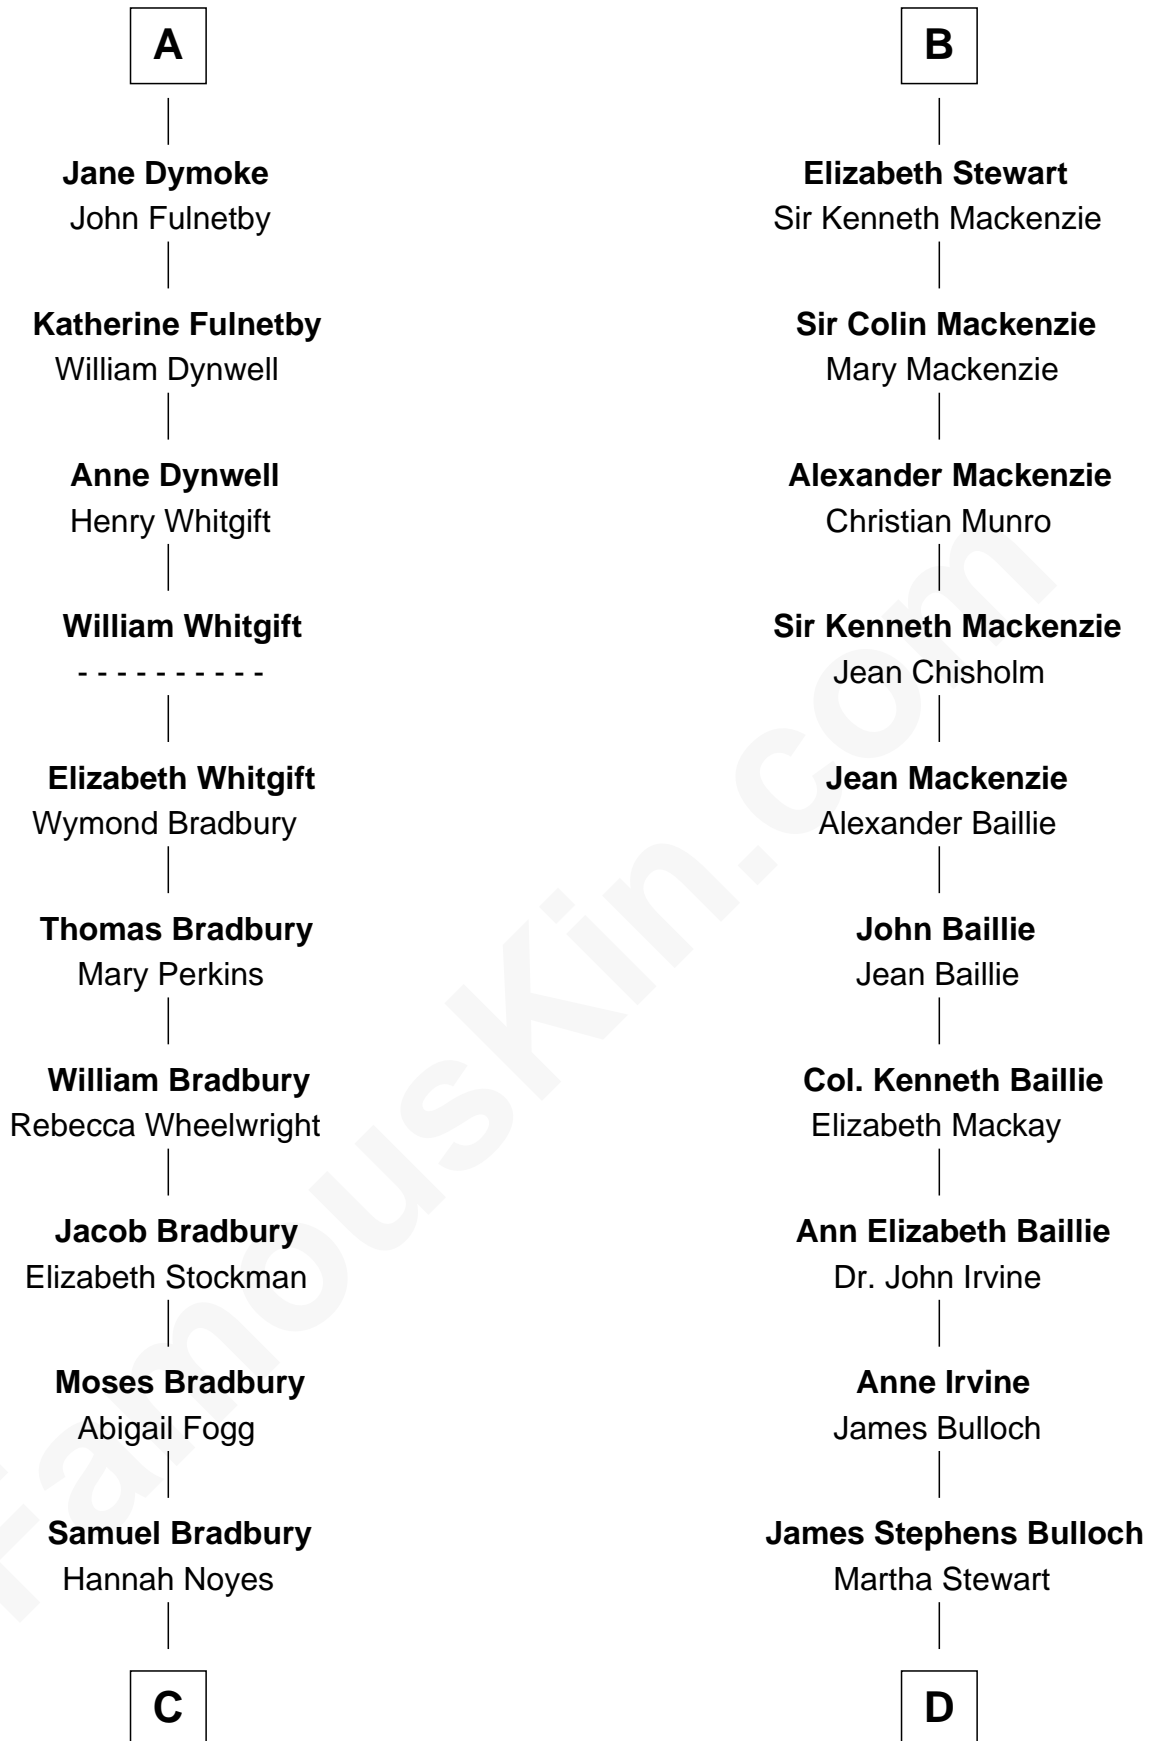 A
Jane Dymoke
John Fulnetby
Katherine Fulnetby
William Dynwell
Anne Dynwell
Henry Whitgift
William Whitgift
- - - - - - - - - -
Elizabeth Whitgift
Wymond Bradbury
Thomas Bradbury
Mary Perkins
William Bradbury
Rebecca Wheelwright
Jacob Bradbury
Elizabeth Stockman
Moses Bradbury
Abigail Fogg
Samuel Bradbury
Hannah Noyes
C
B
Elizabeth Stewart
Sir Kenneth Mackenzie
Sir Colin Mackenzie
Mary Mackenzie
Alexander Mackenzie
Christian Munro
Sir Kenneth Mackenzie
Jean Chisholm
Jean Mackenzie
Alexander Baillie
John Baillie
Jean Baillie
Col. Kenneth Baillie
Elizabeth Mackay
Ann Elizabeth Baillie
Dr. John Irvine
Anne Irvine
James Bulloch
James Stephens Bulloch
Martha Stewart
D
FamousKin.com